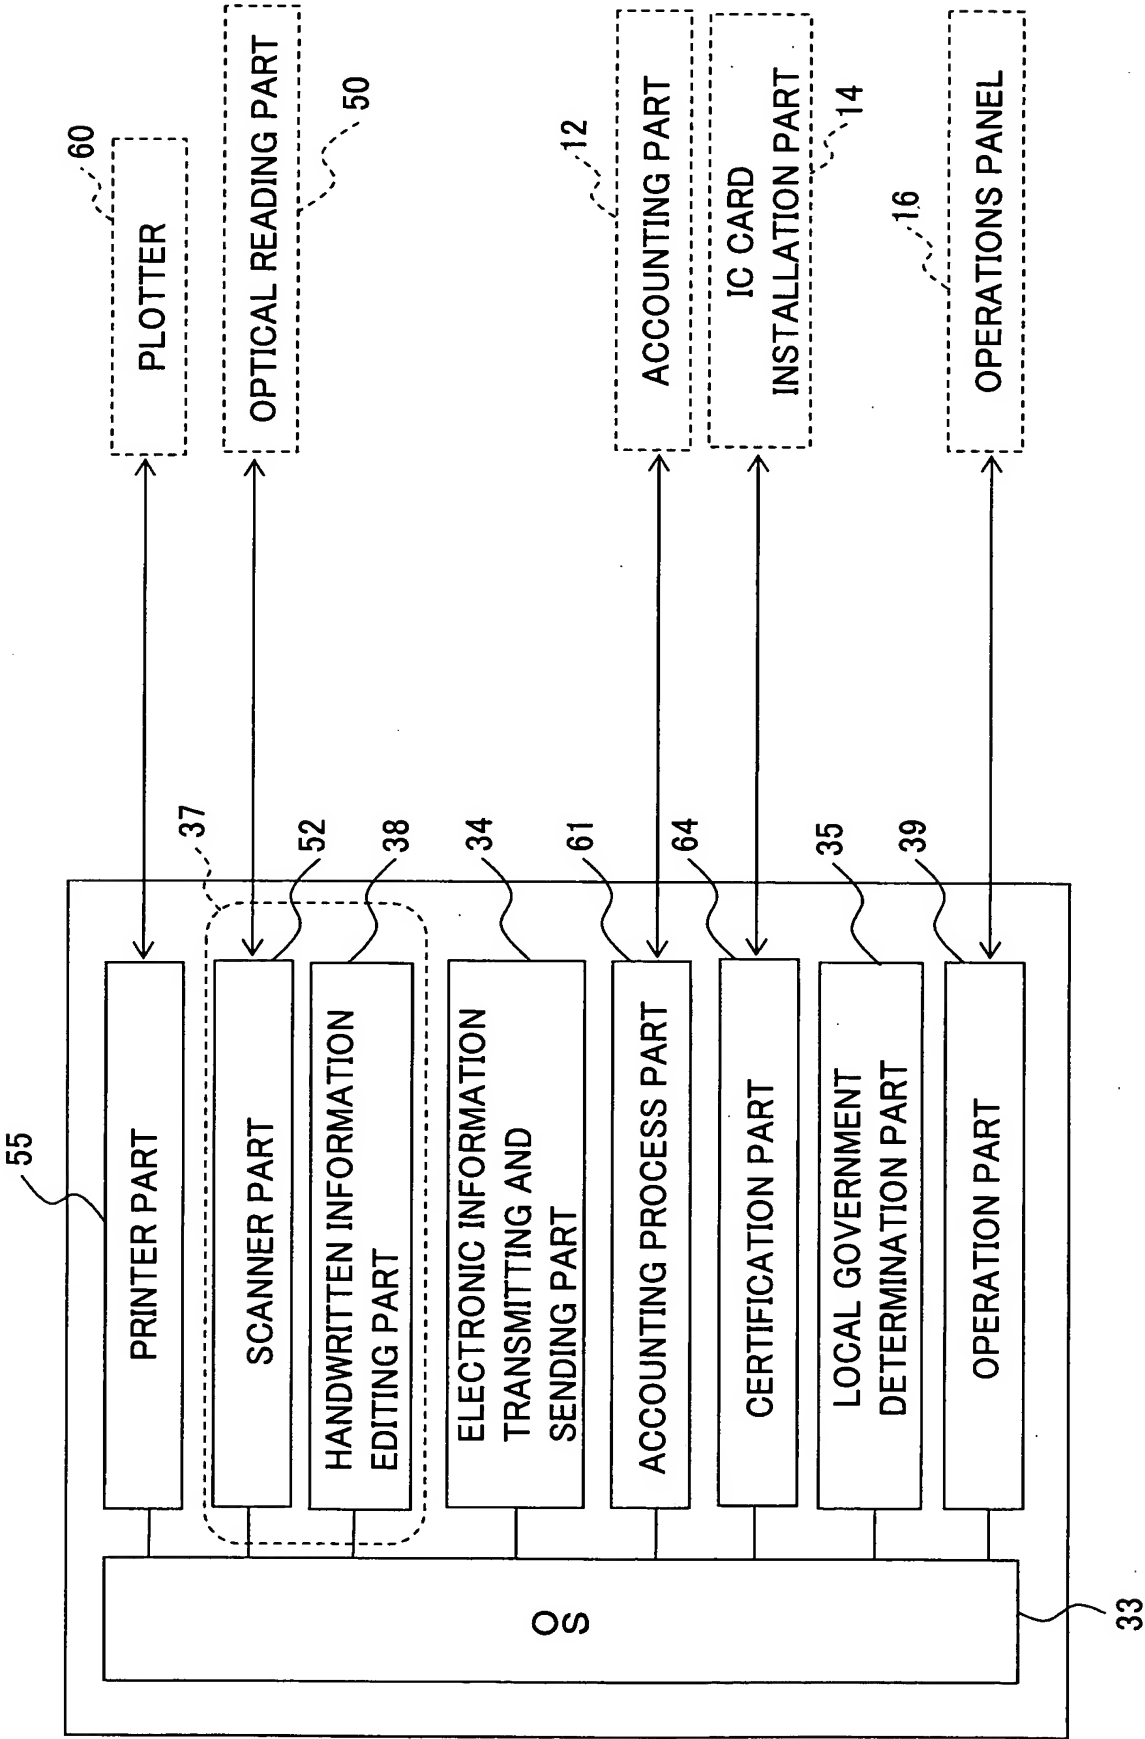 60
PLOTTER
OPTICAL READING PART
50
12
ACCOUNTING PART
IC CARD
INSTALLATION PART
14
16
OPERATIONS PANEL
55
PRINTER PART
37
SCANNER PART
52
HANDWRITTEN INFORMATION
EDITING PART
38
ELECTRONIC INFORMATION
TRANSMITTING AND
SENDING PART
34
ACCOUNTING PROCESS PART
61
CERTIFICATION PART
64
LOCAL GOVERNMENT
DETERMINATION PART
35
OPERATION PART
39
OS
33